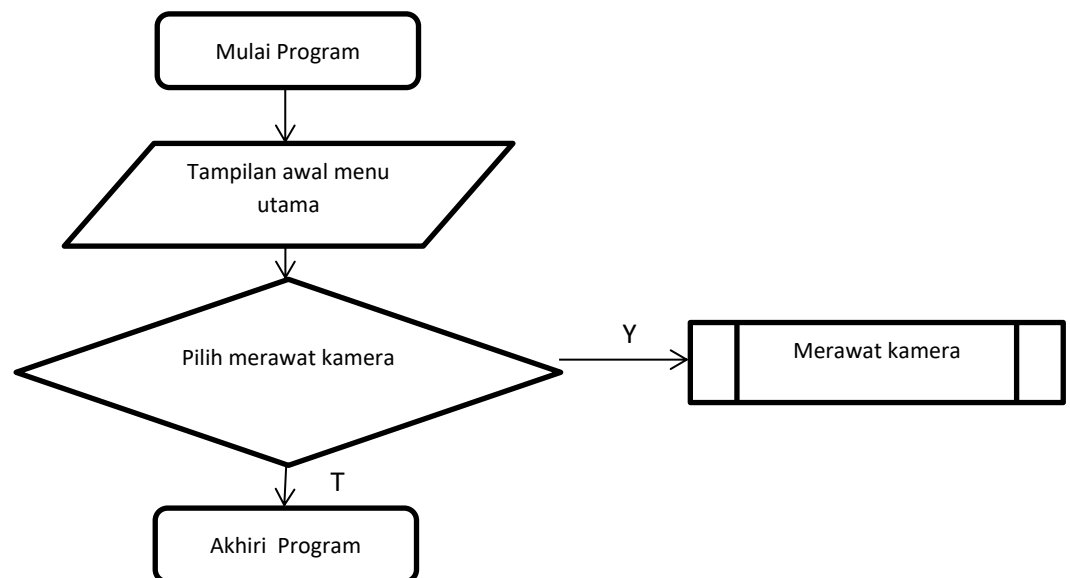 Mulai Program
Tampilan awal menu
utama
Pilih merawat kamera
Y
Merawat kamera
T
Akhiri  Program